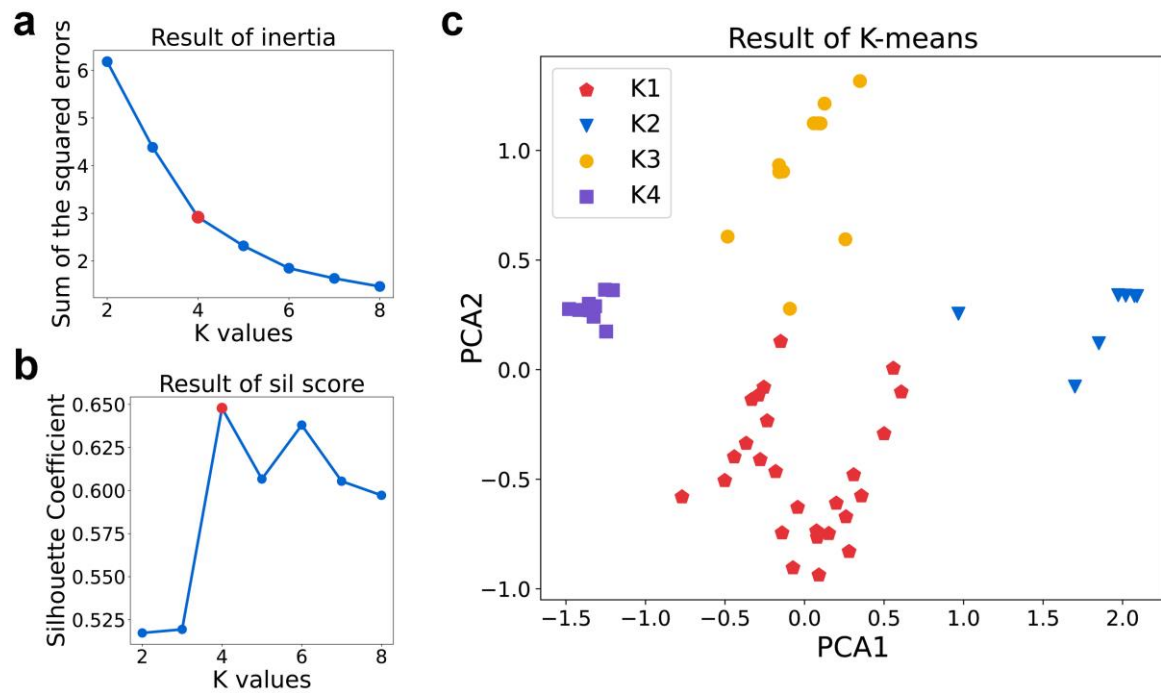 a
Result of inertia
Sum of the squared errors
6
5
4
3
2
2 4 6 8
K values
b
Result of sil score
Silhouette Coefficient
0.650
0.625
0.600
0.575
0.550
0.525
2 4 6 8
K values
c
Result of K-means
K1
K2
K3
K4
PCA2
1.0
0.5
0.0
−0.5
−1.0
−1.5 −1.0 −0.5 0.0 0.5 1.0 1.5 2.0
PCA1